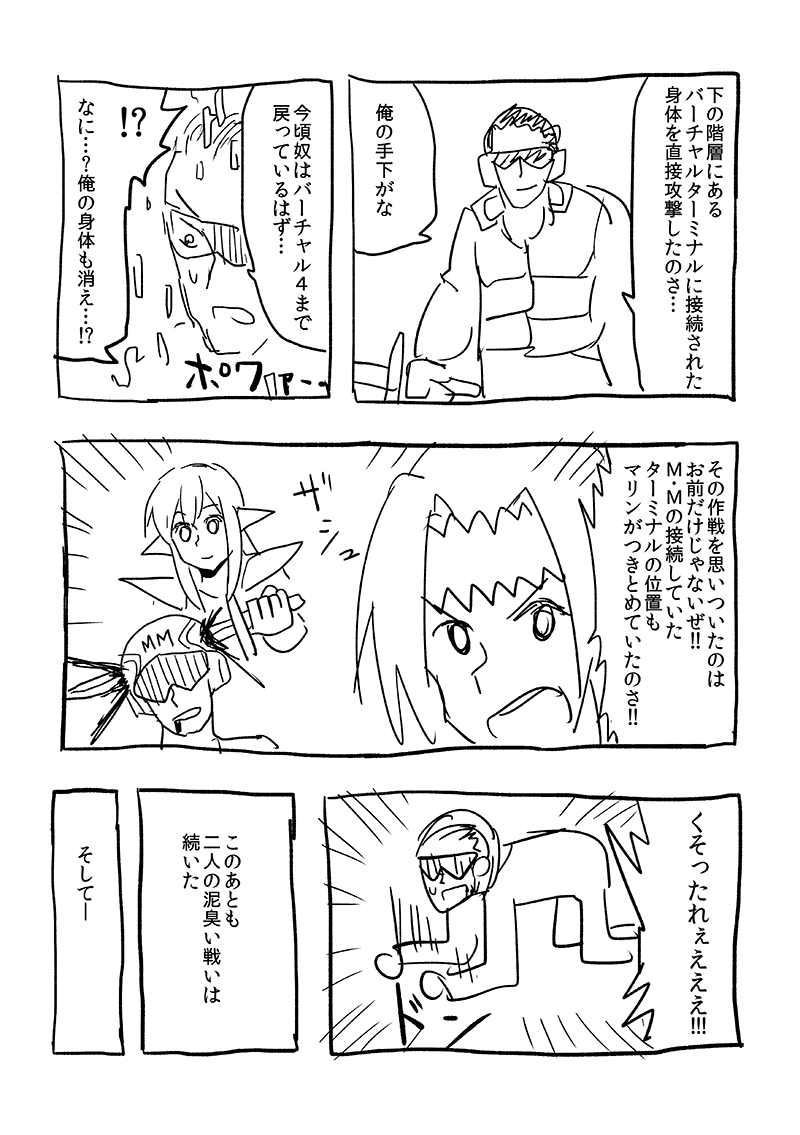 下の階層にある
バーチャルターミナルに接続された
身体を直接攻撃したのさ…
俺の手下がな
今頃奴はバーチャル4まで
戻っているはず…
!?
なに…?俺の身体も消え…!?
ポワァーー
その作戦を思いついたのは
お前だけじゃないぜ!!
M・Mの接続していた
ターミナルの位置も
マリンがつきとめていたのさ!!
ザシュ
MM
くそったれぇえええ!!!
このあとも
二人の泥臭い戦いは
続いた
そして―